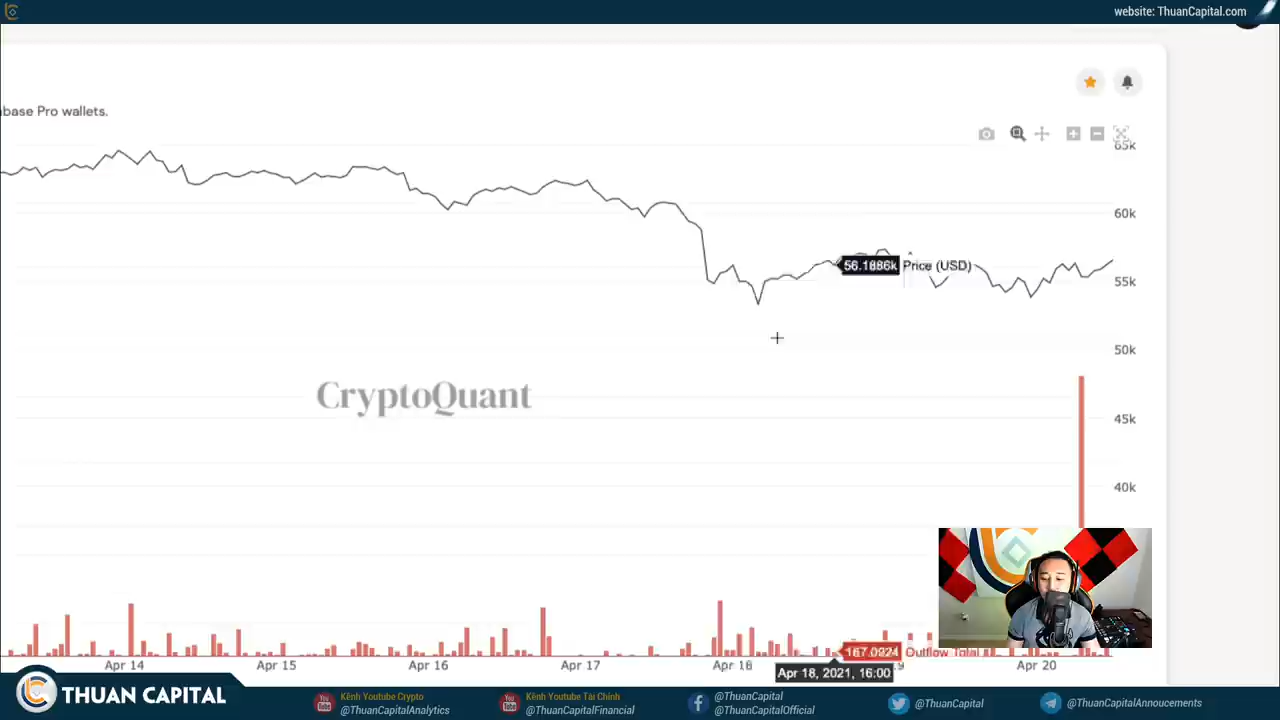 website: ThuanCapital.com
abase Pro wallets.
65k
60k
56.1886k Price (USD)
55k
50k
CryptoQuant
45k
40k
167.0924 Outflow Total
Apr 14 Apr 15 Apr 16 Apr 17 Apr 18 9 Apr 20
Apr 18, 2021, 16:00
THUAN CAPITAL
Kênh Youtube Crypto
@ThuanCapitalAnalytics
Kênh Youtube Tài Chính
@ThuanCapitalFinancial
@ThuanCapital
@ThuanCapitalOfficial
@ThuanCapital
@ThuanCapitalAnnoucements